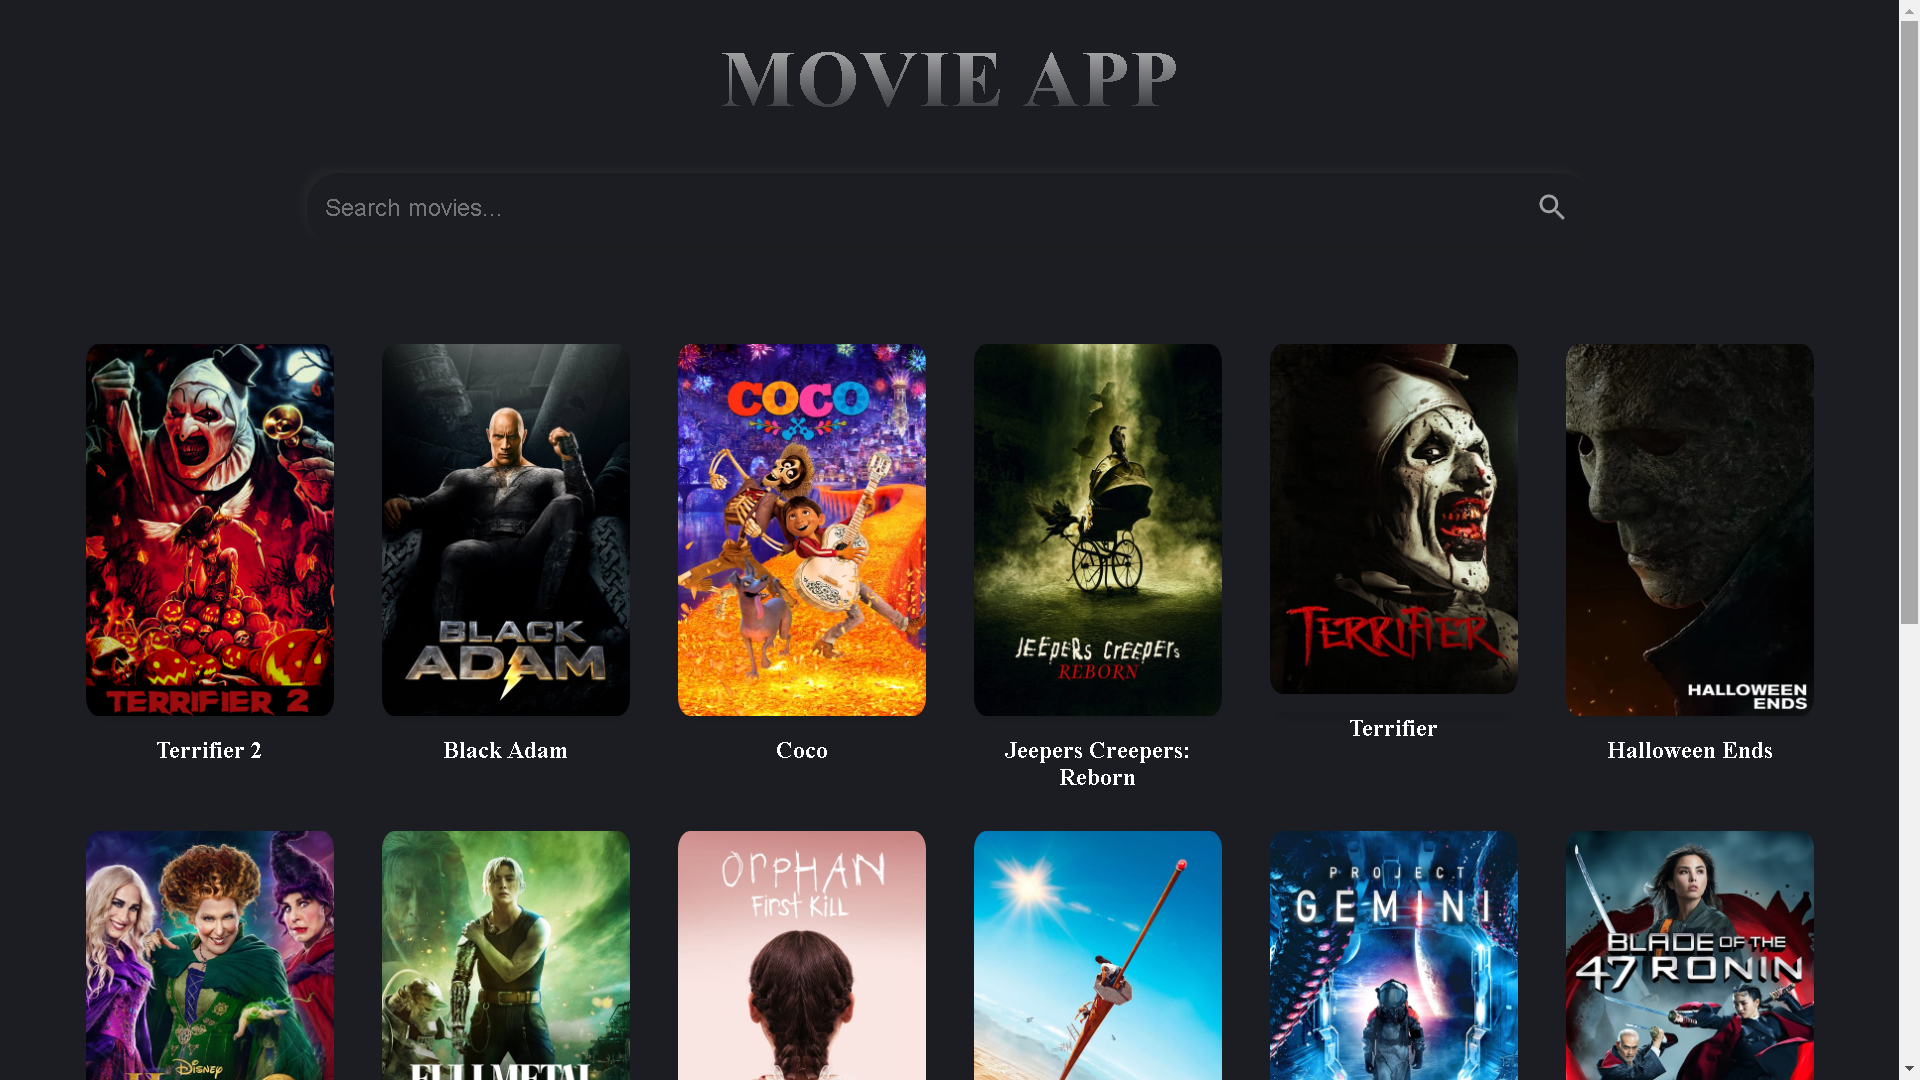 MOVIE APP
Search movies...
COCO
BLACK
ADAM
JEEPERS CREEPERS
REBORN
TERRIFIER
HALLOWEEN
ENDS
TERRIFIER 2
Terrifier 2
Black Adam
Coco
Jeepers Creepers:
Reborn
Terrifier
Halloween Ends
ORPHAN
First Kill
PROJECT
GEMINI
BLADE OF THE
47 RONIN
Disney
FULLMETAL